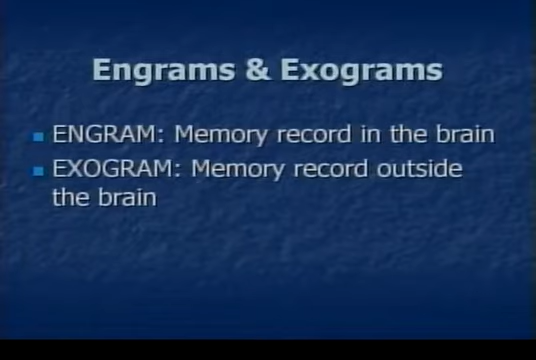 Engrams & Exograms
ENGRAM: Memory record in the brain
EXOGRAM: Memory record outside
the brain